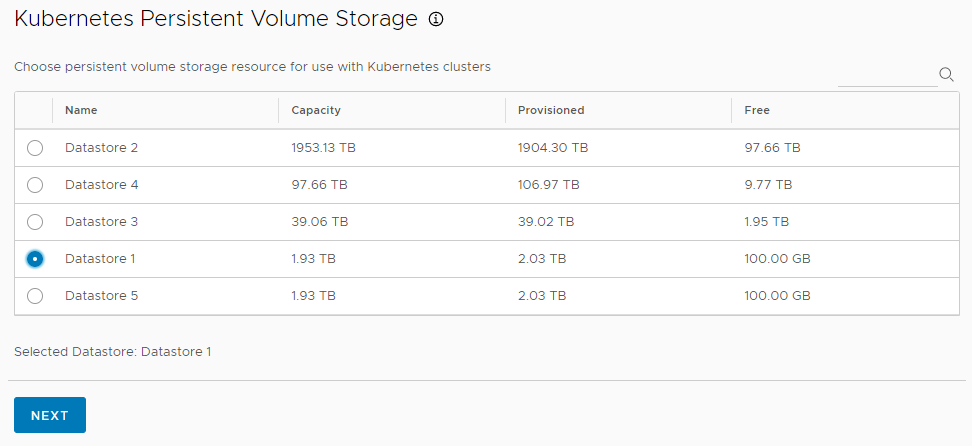 Kubernetes Persistent Volume Storage
Choose persistent volume storage resource for use with Kubernetes clusters
Name Capacity Provisioned Free
Datastore 2 1953.13 TB 1904.30 TB 97.66 TB
Datastore 4 97.66 TB 106.97 TB 9.77 TB
Datastore 3 39.06 TB 39.02 TB 1.95 TB
Datastore 1 1.93 TB 2.03 TB 100.00 GB
Datastore 5 1.93 TB 2.03 TB 100.00 GB
Selected Datastore: Datastore 1
NEXT